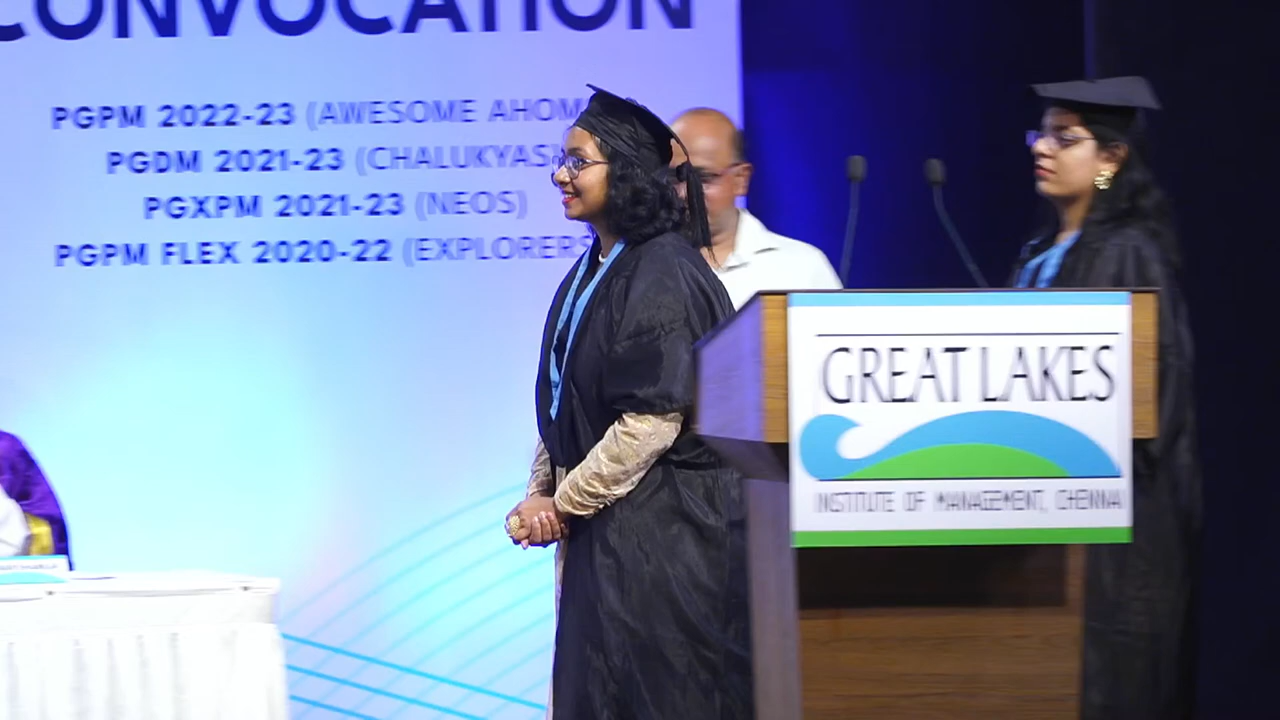 CONVOCATION
PGPM 2022-23 (AWESOME AHOM
PGDM 2021-23 (CHALUKYAS)
PGXPM 2021-23 (NEOS)
PGPM FLEX 2020-22 (EXPLORERS
GREAT LAKES
INSTITUTE OF MANAGEMENT, CHENNAI